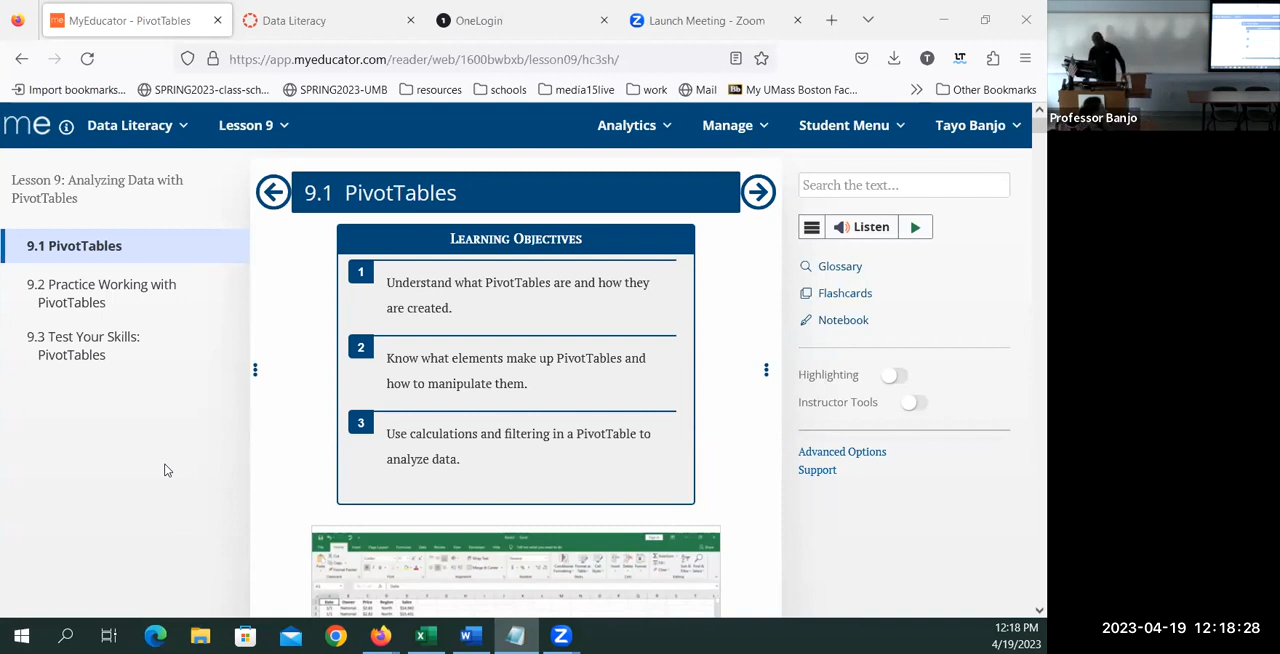 MyEducator - PivotTables
Data Literacy
OneLogin
Launch Meeting - Zoom
https://app.myeducator.com/reader/web/1600bwbxb/lesson09/hc3sh/
Import bookmarks...
SPRING2023-class-sch...
SPRING2023-UMB
resources
schools
media15live
work
Mail
My UMass Boston Fac...
Other Bookmarks
me
Data Literacy
Lesson 9
Analytics
Manage
Student Menu
Tayo Banjo
Professor Banjo
Lesson 9: Analyzing Data with
PivotTables
9.1 PivotTables
9.2 Practice Working with
PivotTables
9.3 Test Your Skills:
PivotTables
9.1 PivotTables
Learning Objectives
1
Understand what PivotTables are and how they
are created.
2
Know what elements make up PivotTables and
how to manipulate them.
3
Use calculations and filtering in a PivotTable to
analyze data.
Search the text...
Listen
Glossary
Flashcards
Notebook
Highlighting
Instructor Tools
Advanced Options
Support
12:18 PM
4/19/2023
2023-04-19 12:18:28